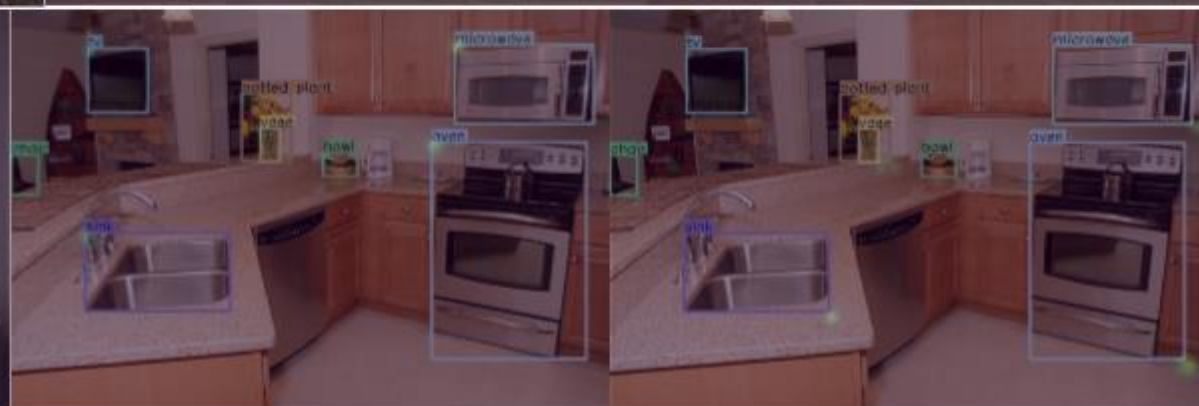 tv
microwave
potted plant
vase
oven
bowl
chair
sink
tv
microwave
potted plant
vase
oven
bowl
chair
sink